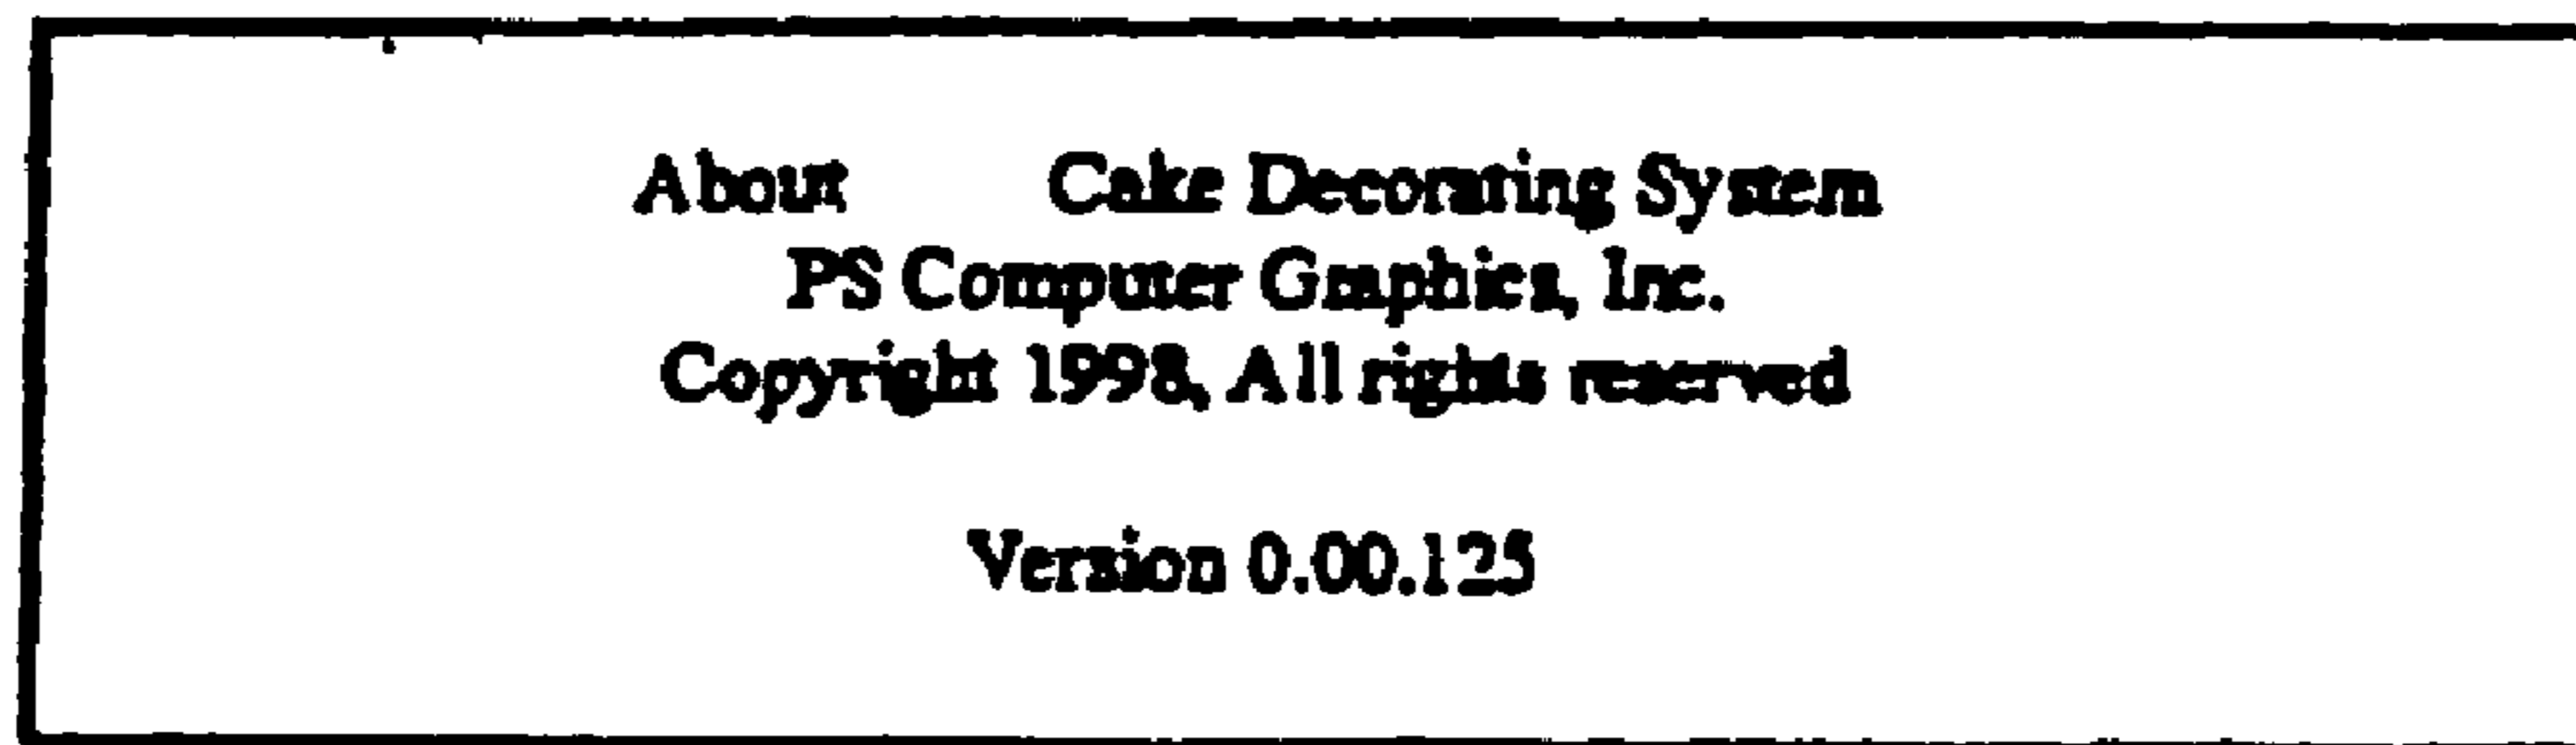 About Cake Decorating System
PS Computer Graphics, Inc.
Copyright 1998, All rights reserved
Version 0.00.125